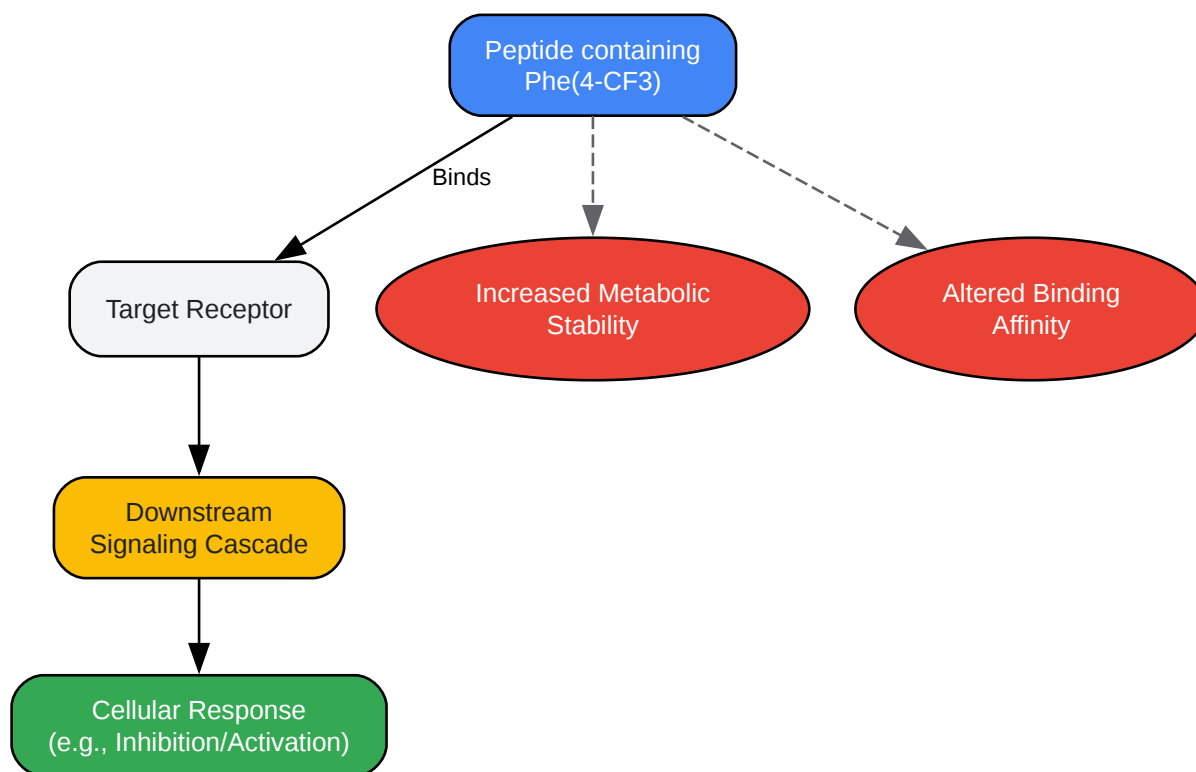 Peptide containing
Phe(4-CF3)
Binds
Target Receptor
Increased Metabolic
Stability
Altered Binding
Affinity
Downstream
Signaling Cascade
Cellular Response
(e.g., Inhibition/Activation)